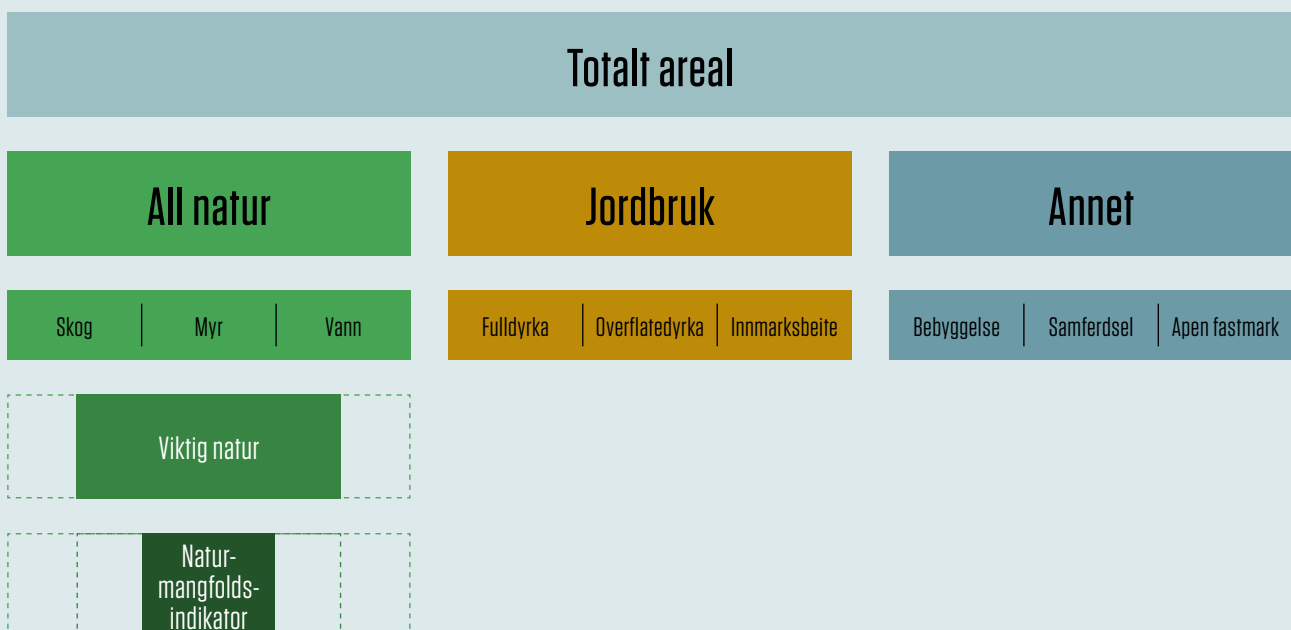 Totalt areal
All natur
Jordbruk
Annet
Skog
Myr
Vann
Fulldyrka
Overflatedyrka
Innmarksbeite
Bebyggelse
Samferdsel
Apen fastmark
Viktig natur
Natur-
mangfolds-
indikator